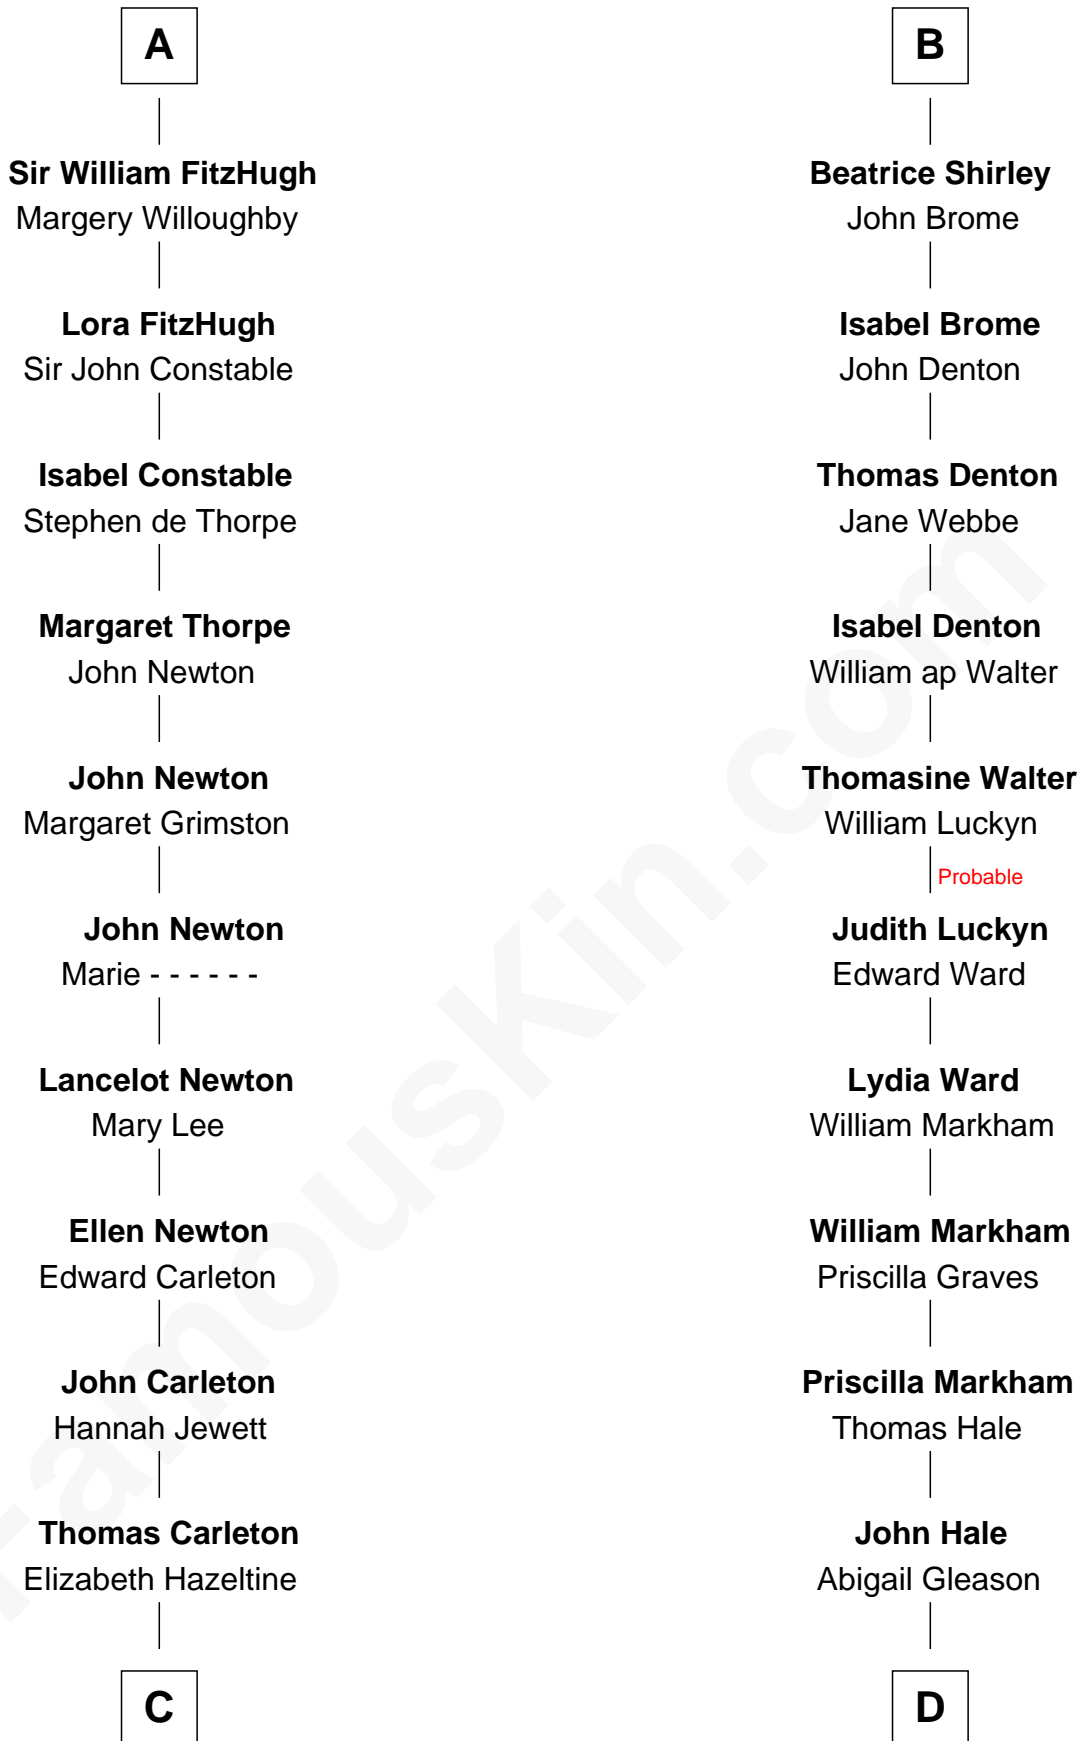 A
Sir William FitzHugh
Margery Willoughby
Lora FitzHugh
Sir John Constable
Isabel Constable
Stephen de Thorpe
Margaret Thorpe
John Newton
John Newton
Margaret Grimston
John Newton
Marie - - - - - -
Lancelot Newton
Mary Lee
Ellen Newton
Edward Carleton
John Carleton
Hannah Jewett
Thomas Carleton
Elizabeth Hazeltine
C
B
Beatrice Shirley
John Brome
Isabel Brome
John Denton
Thomas Denton
Jane Webbe
Isabel Denton
William ap Walter
Thomasine Walter
William Luckyn
Probable
Judith Luckyn
Edward Ward
Lydia Ward
William Markham
William Markham
Priscilla Graves
Priscilla Markham
Thomas Hale
John Hale
Abigail Gleason
D
FamousKin.com